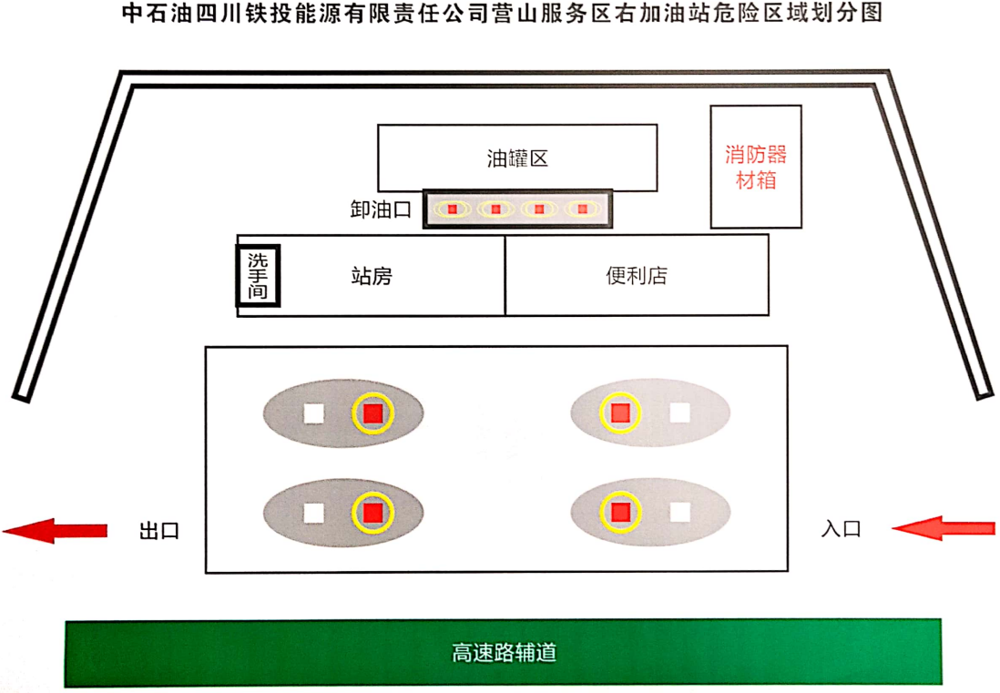 中石油四川铁投能源有限责任公司营山服务区右加油站危险区域划分图
油罐区
消防器
材箱
卸油口
洗手间
站房
便利店
出口
入口
高速路辅道